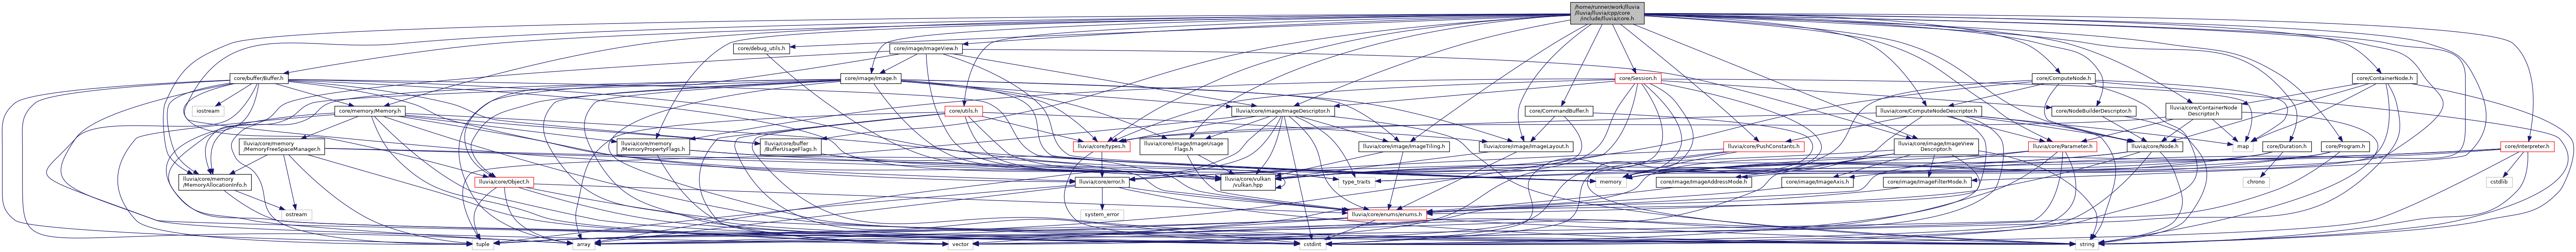 /home/runner/work/lluvia
/lluvia/lluvia/cpp/core
/include/lluvia/core.h
core/debug_utils.h
core/image/ImageView.h
core/buffer/Buffer.h
core/image/Image.h
core/Session.h
core/ComputeNode.h
core/ContainerNode.h
iostream
core/memory/Memory.h
core/utils.h
lluvia/core/image/ImageDescriptor.h
core/CommandBuffer.h
lluvia/core/ComputeNodeDescriptor.h
core/NodeBuilderDescriptor.h
lluvia/core/ContainerNode
Descriptor.h
lluvia/core/memory
/MemoryFreeSpaceManager.h
lluvia/core/memory
/MemoryPropertyFlags.h
lluvia/core/buffer
/BufferUsageFlags.h
lluvia/core/types.h
lluvia/core/image/ImageUsage
Flags.h
lluvia/core/image/ImageTiling.h
lluvia/core/image/ImageLayout.h
lluvia/core/PushConstants.h
lluvia/core/image/ImageView
Descriptor.h
lluvia/core/Parameter.h
lluvia/core/Node.h
map
core/Duration.h
core/Program.h
core/Interpreter.h
lluvia/core/memory
/MemoryAllocationInfo.h
lluvia/core/Object.h
lluvia/core/error.h
lluvia/core/vulkan
/vulkan.hpp
type_traits
memory
core/image/ImageAddressMode.h
core/image/ImageAxis.h
core/image/ImageFilterMode.h
chrono
cstdlib
ostream
system_error
lluvia/core/enums/enums.h
tuple
array
vector
cstdint
string